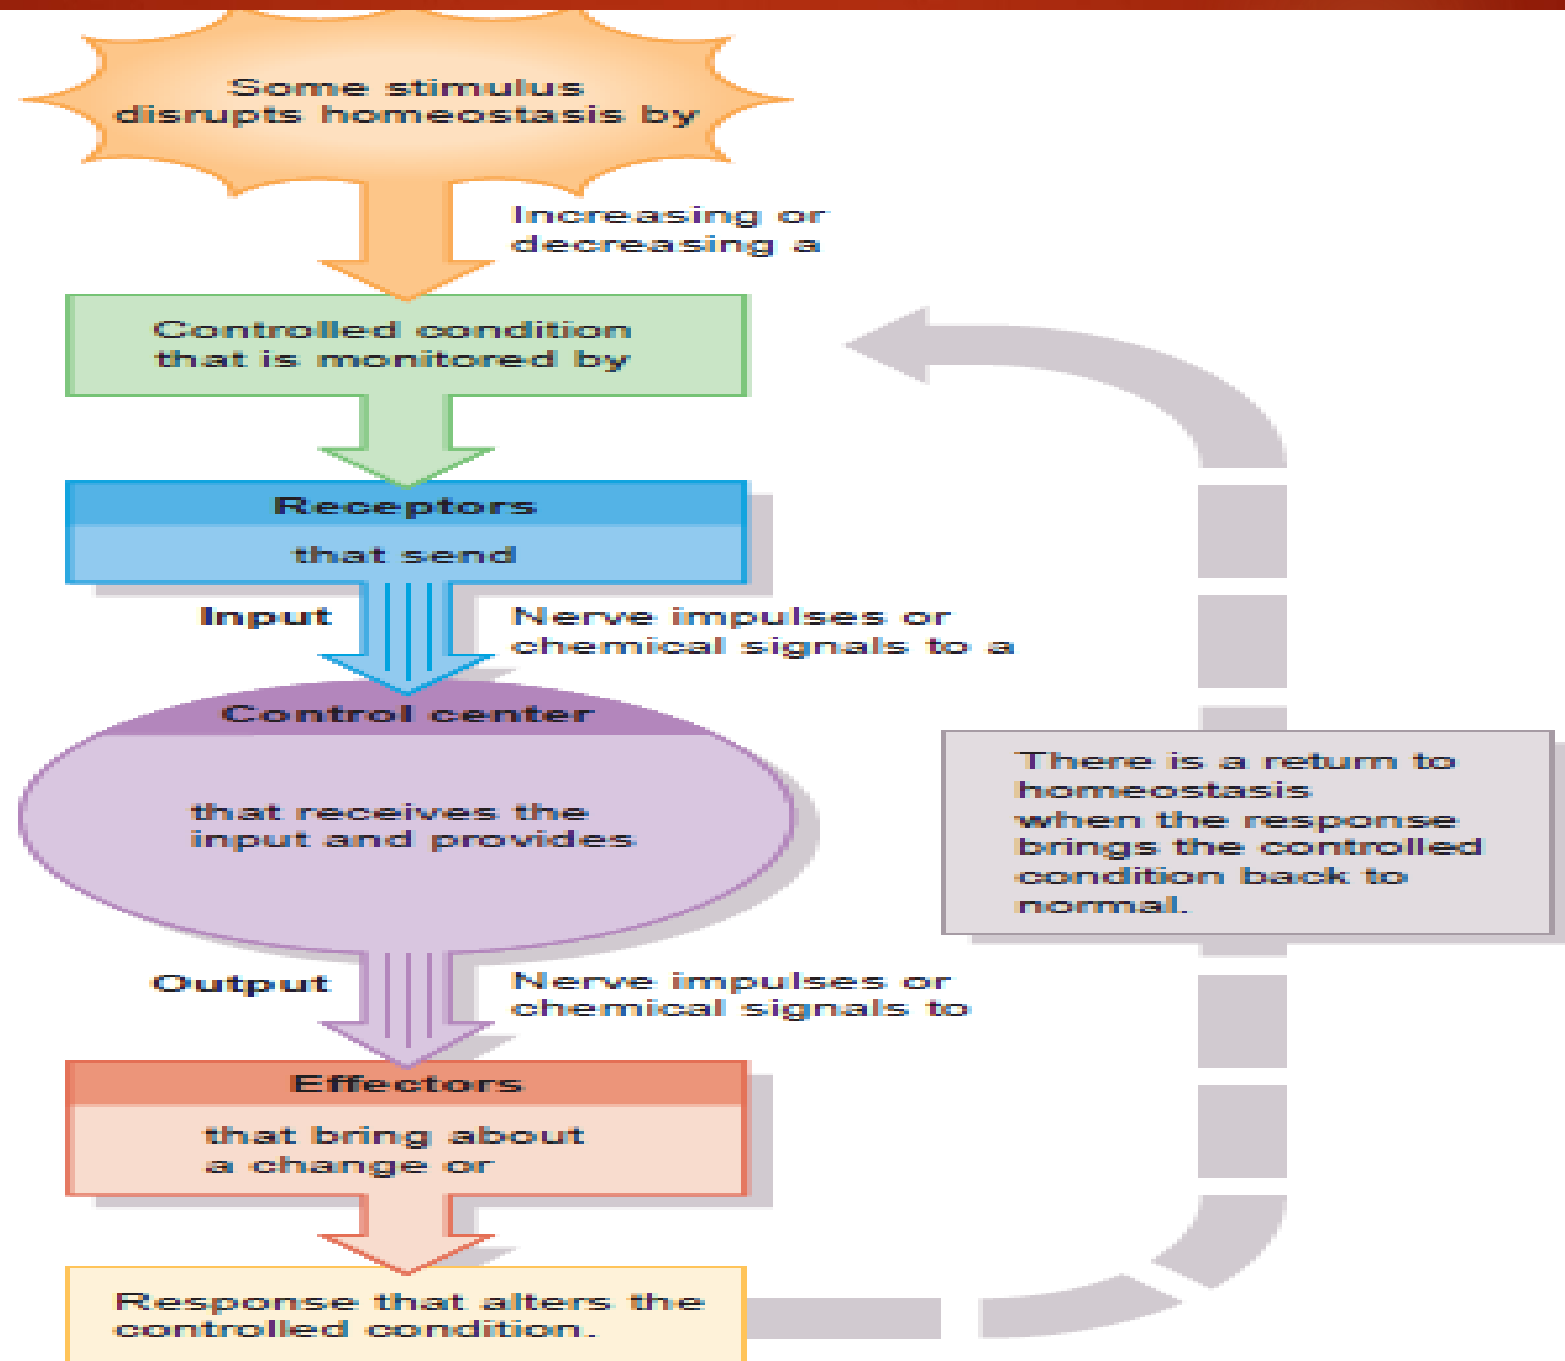 Some stimulus
disrupts homeostasis by
Increasing or
decreasing a
Controlled condition
that is monitored by
Receptors
that send
Input
Nerve impulses or
chemical signals to a
Control center
that receives the
input and provides
Output
Nerve impulses or
chemical signals to
Effectors
that bring about
a change or
Response that alters the
controlled condition.
There is a return to
homeostasis
when the response
brings the controlled
condition back to
normal.